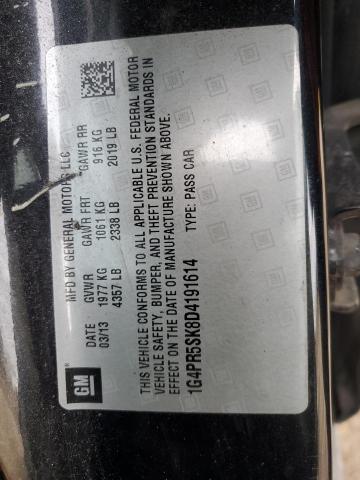 MFD BY GENERAL MOTORS LLC
DATE GVWR GAWR FRT GAWR RR
03/13 1977 KG 1061 KG 916 KG
4357 LB 2338 LB 2019 LB
THIS VEHICLE CONFORMS TO ALL APPLICABLE U.S. FEDERAL MOTOR
VEHICLE SAFETY, BUMPER, AND THEFT PREVENTION STANDARDS IN
EFFECT ON THE DATE OF MANUFACTURE SHOWN ABOVE.
1G4PR5SK8D4191614 TYPE: PASS CAR
GM